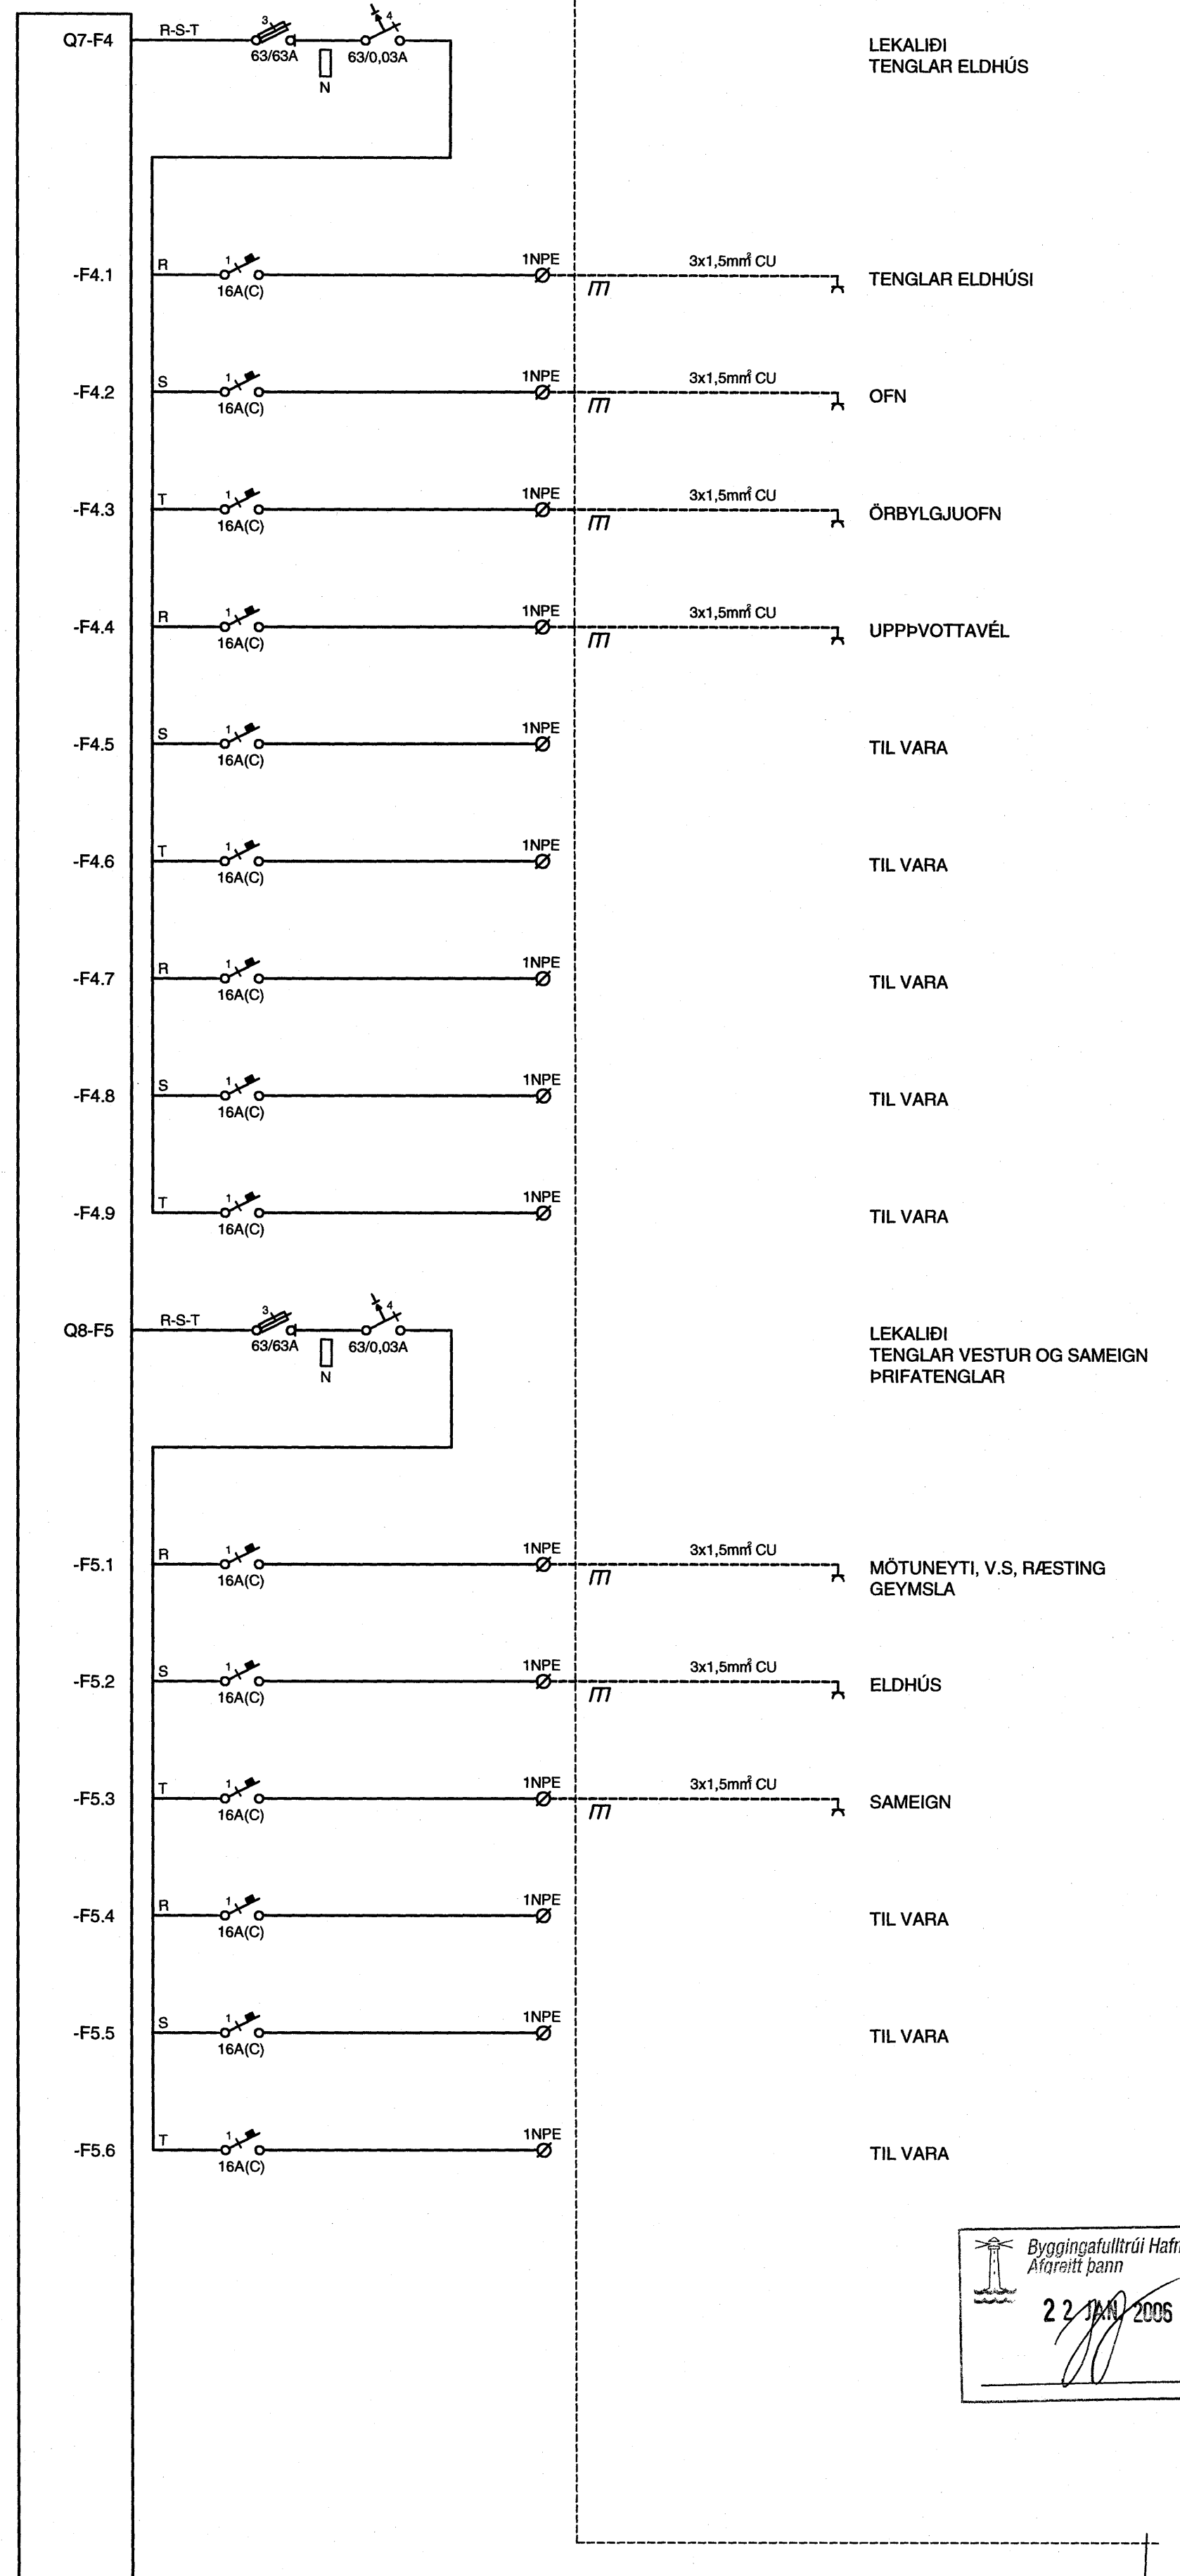 Q7-F4 R-S-T 3 4
63/63A 63/0,03A
N
LEKALIÐI
TENGLAR ELDHÚS
-F4.1 R 1 1NPE 3x1,5mm² CU TENGLAR ELDHÚSI
16A(C)
-F4.2 S 1 1NPE 3x1,5mm² CU OFN
16A(C)
-F4.3 T 1 1NPE 3x1,5mm² CU ÖRBYLGJUOFN
16A(C)
-F4.4 R 1 1NPE 3x1,5mm² CU UPPÞVOTTAVÉL
16A(C)
-F4.5 S 1 1NPE TIL VARA
16A(C)
-F4.6 T 1 1NPE TIL VARA
16A(C)
-F4.7 R 1 1NPE TIL VARA
16A(C)
-F4.8 S 1 1NPE TIL VARA
16A(C)
-F4.9 T 1 1NPE TIL VARA
16A(C)
Q8-F5 R-S-T 3 4
63/63A 63/0,03A
N
LEKALIÐI
TENGLAR VESTUR OG SAMEIGN
ÞRIFATENGLAR
-F5.1 R 1 1NPE 3x1,5mm² CU MÖTUNEYTI, V.S, RÆSTING
16A(C) GEYMSLA
-F5.2 S 1 1NPE 3x1,5mm² CU ELDHÚS
16A(C)
-F5.3 T 1 1NPE 3x1,5mm² CU SAMEIGN
16A(C)
-F5.4 R 1 1NPE TIL VARA
16A(C)
-F5.5 S 1 1NPE TIL VARA
16A(C)
-F5.6 T 1 1NPE TIL VARA
16A(C)
Byggingafulltrúi Hafn
Afgreitt þann
22 JAN. 2006